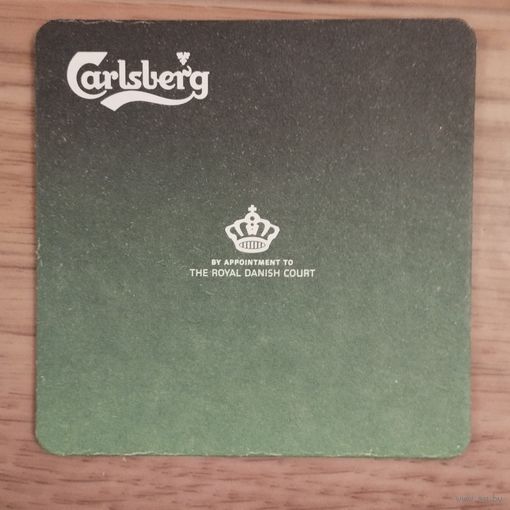 Carlsberg
BY APPOINTMENT TO
THE ROYAL DANISH COURT